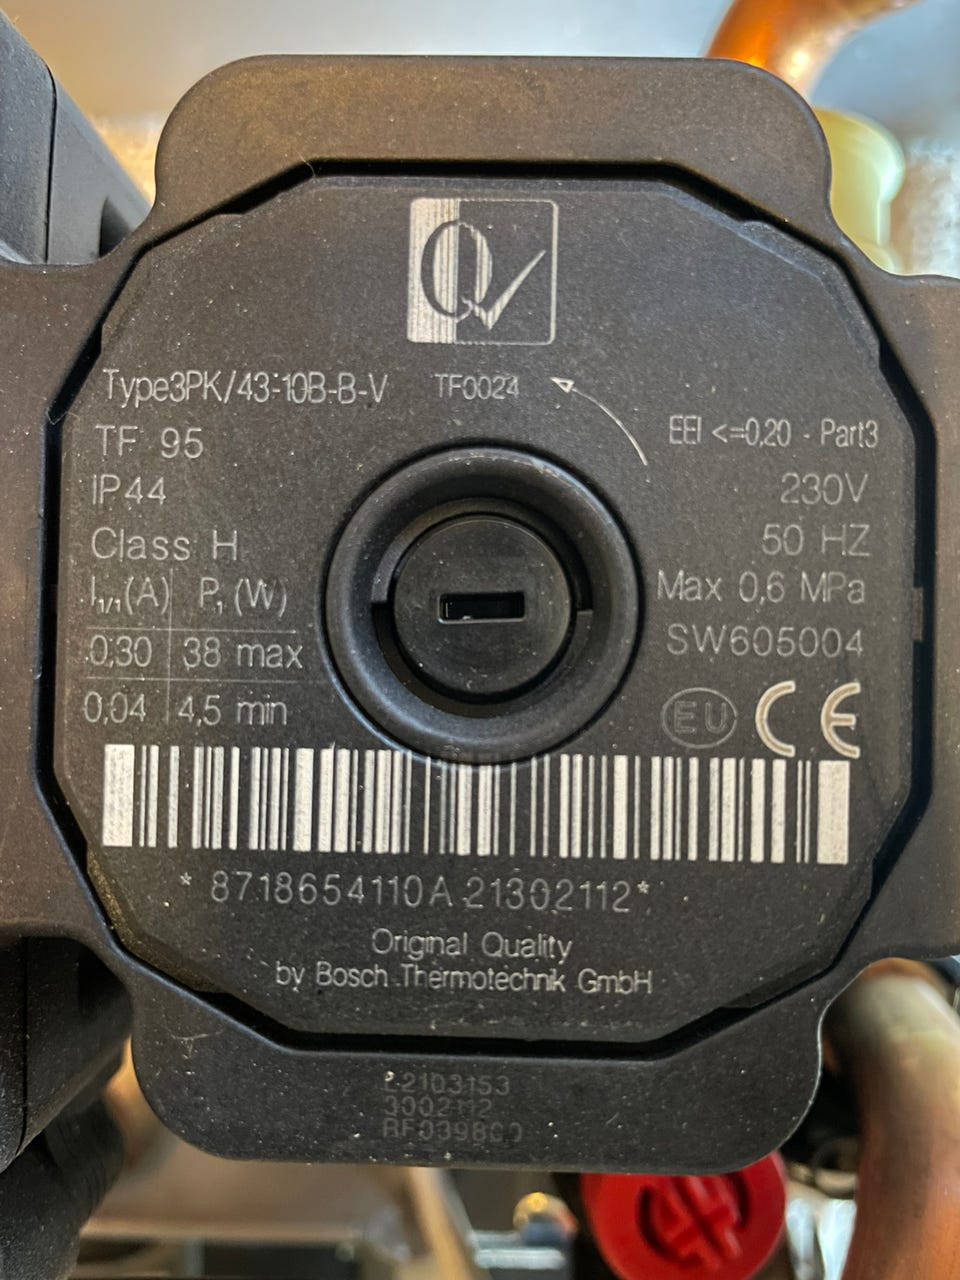 Type3PK/43-10B-B-V TF0024
EEI <=0,20 - Part3
TF 95
230V
IP44
50 HZ
Class H
Max 0,6 MPa
I1/1(A) P1 (W)
SW605004
0,30 38 max
0,04 4,5 min
EU CE
* 8718654110A 21302112*
Original Quality
by Bosch Thermotechnik GmbH
3002112